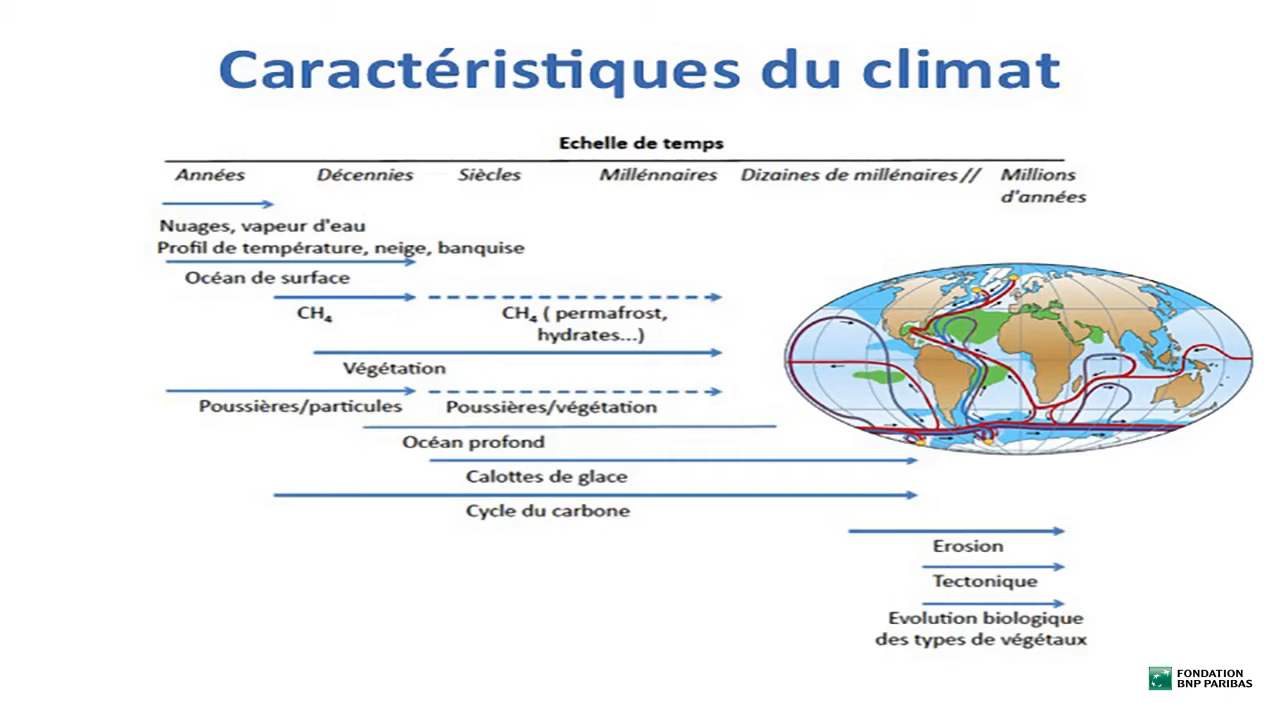 Caractéristiques du climat
Echelle de temps
Années Décennies Siècles Millénnaires Dizaines de millénaires // Millions
d'années
Nuages, vapeur d'eau
Profil de température, neige, banquise
Océan de surface
CH₄ CH₄ ( permafrost,
hydrates...)
Végétation
Poussières/particules Poussières/végétation
Océan profond
Calottes de glace
Cycle du carbone
Erosion
Tectonique
Evolution biologique
des types de végétaux
FONDATION
BNP PARIBAS